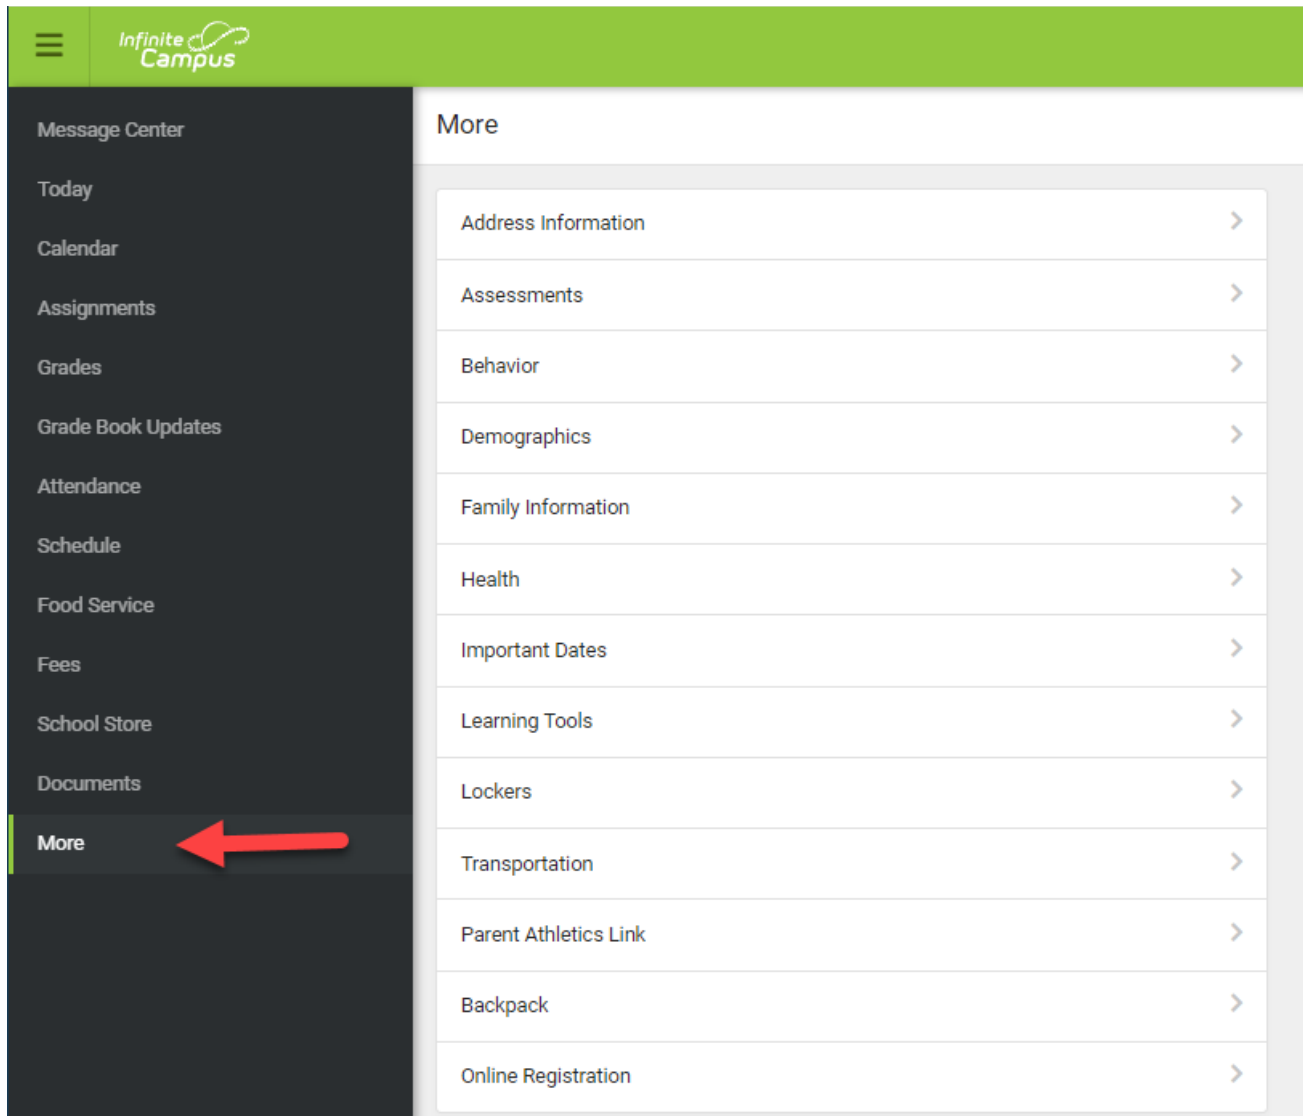 Infinite
Campus
Message Center
Today
Calendar
Assignments
Grades
Grade Book Updates
Attendance
Schedule
Food Service
Fees
School Store
Documents
More
More
Address Information
Assessments
Behavior
Demographics
Family Information
Health
Important Dates
Learning Tools
Lockers
Transportation
Parent Athletics Link
Backpack
Online Registration